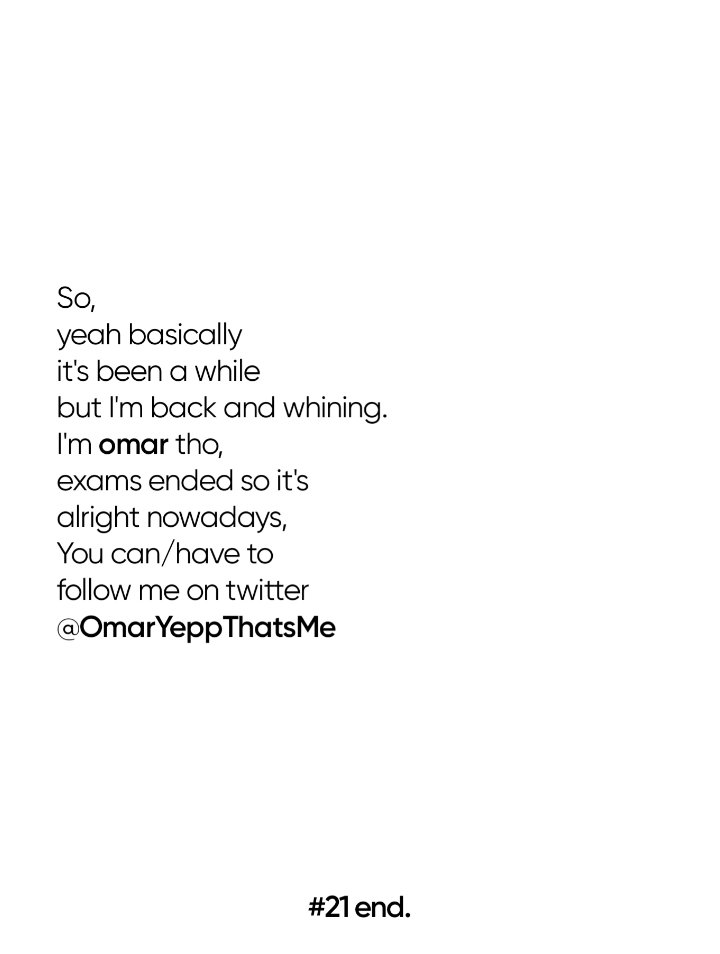 So,
yeah basically
it's been a while
but I'm back and whining.
I'm omar tho,
exams ended so it's
alright nowadays,
You can/have to
follow me on twitter
@OmarYeppThatsMe
#21 end.